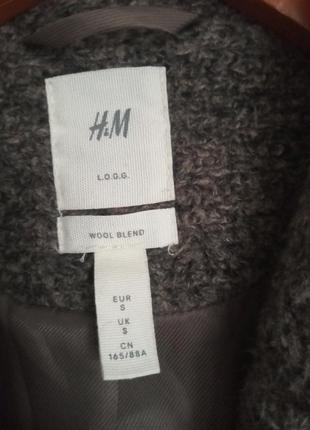 H&M
L.O.G.G.
WOOL BLEND
EUR
S
UK
S
CN
165/88A